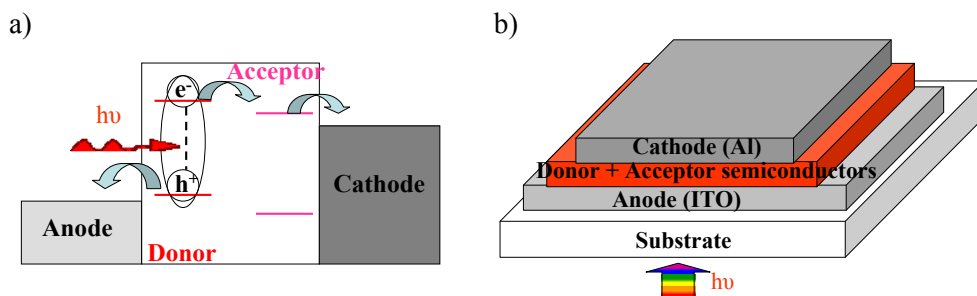 a)
Acceptor
e-
hυ
h+
Cathode
Anode
Donor
b)
Cathode (Al)
Donor + Acceptor semiconductors
Anode (ITO)
Substrate
hυ